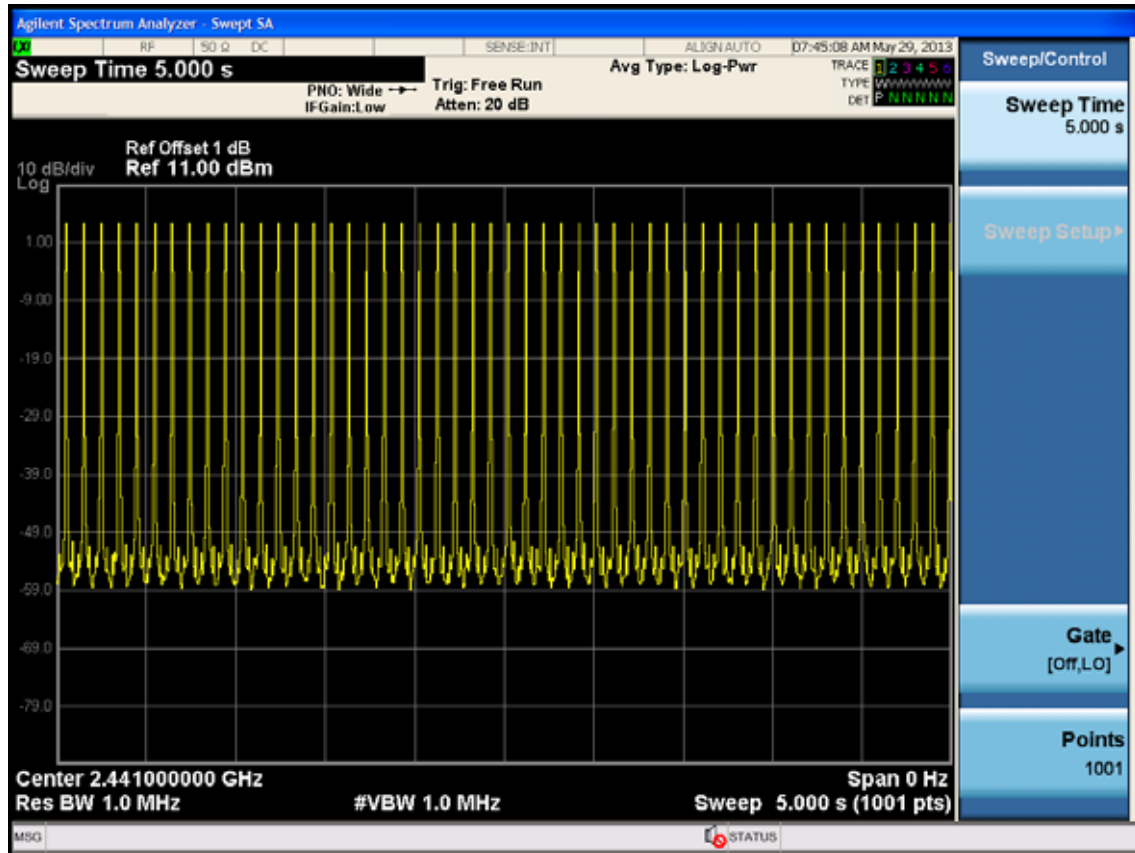 Agilent Spectrum Analyzer - Swept SA
RF 50 Ω DC SENSE:INT ALIGN AUTO 07:45:08 AM May 29, 2013
Sweep Time 5.000 s
PNO: Wide
IFGain:Low
Trig: Free Run
Atten: 20 dB
Avg Type: Log-Pwr
TRACE 1 2 3 4 5 6
TYPE WWWWWW
DET P N N N N N
Sweep/Control
Sweep Time
5.000 s
Sweep Setup
Gate
[Off,LO]
Points
1001
Ref Offset 1 dB
10 dB/div Ref 11.00 dBm
Log
1.00
-9.00
-19.0
-29.0
-39.0
-49.0
-59.0
-69.0
-79.0
Center 2.441000000 GHz Span 0 Hz
Res BW 1.0 MHz #VBW 1.0 MHz Sweep 5.000 s (1001 pts)
MSG STATUS